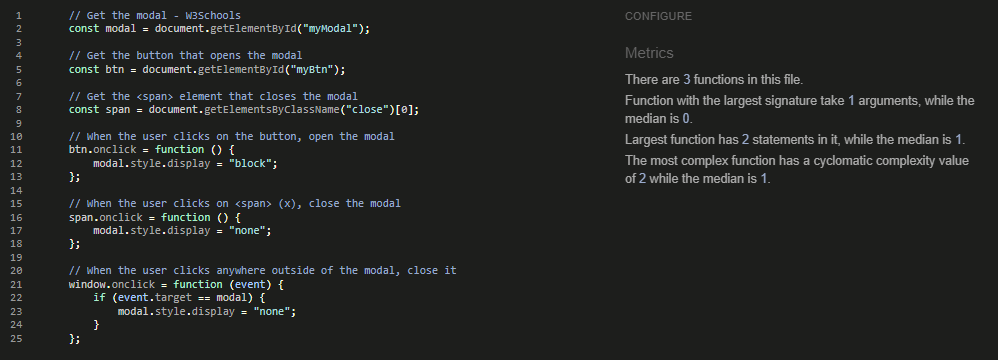 1 // Get the modal - W3Schools
2 const modal = document.getElementById("myModal");
3
4 // Get the button that opens the modal
5 const btn = document.getElementById("myBtn");
6
7 // Get the <span> element that closes the modal
8 const span = document.getElementsByClassName("close")[0];
9
10 // When the user clicks on the button, open the modal
11 btn.onclick = function () {
12 modal.style.display = "block";
13 };
14
15 // When the user clicks on <span> (x), close the modal
16 span.onclick = function () {
17 modal.style.display = "none";
18 };
19
20 // When the user clicks anywhere outside of the modal, close it
21 window.onclick = function (event) {
22 if (event.target == modal) {
23 modal.style.display = "none";
24 }
25 };
CONFIGURE
Metrics
There are 3 functions in this file.
Function with the largest signature take 1 arguments, while the
median is 0.
Largest function has 2 statements in it, while the median is 1.
The most complex function has a cyclomatic complexity value
of 2 while the median is 1.